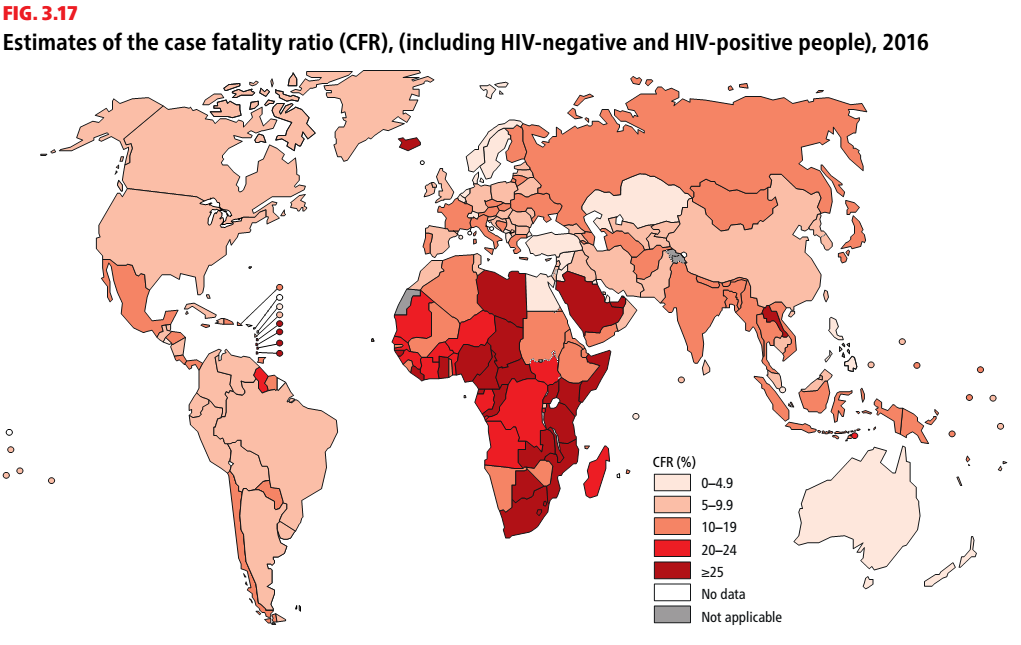 FIG. 3.17
Estimates of the case fatality ratio (CFR), (including HIV-negative and HIV-positive people), 2016
CFR (%)
0–4.9
5–9.9
10–19
20–24
≥25
No data
Not applicable